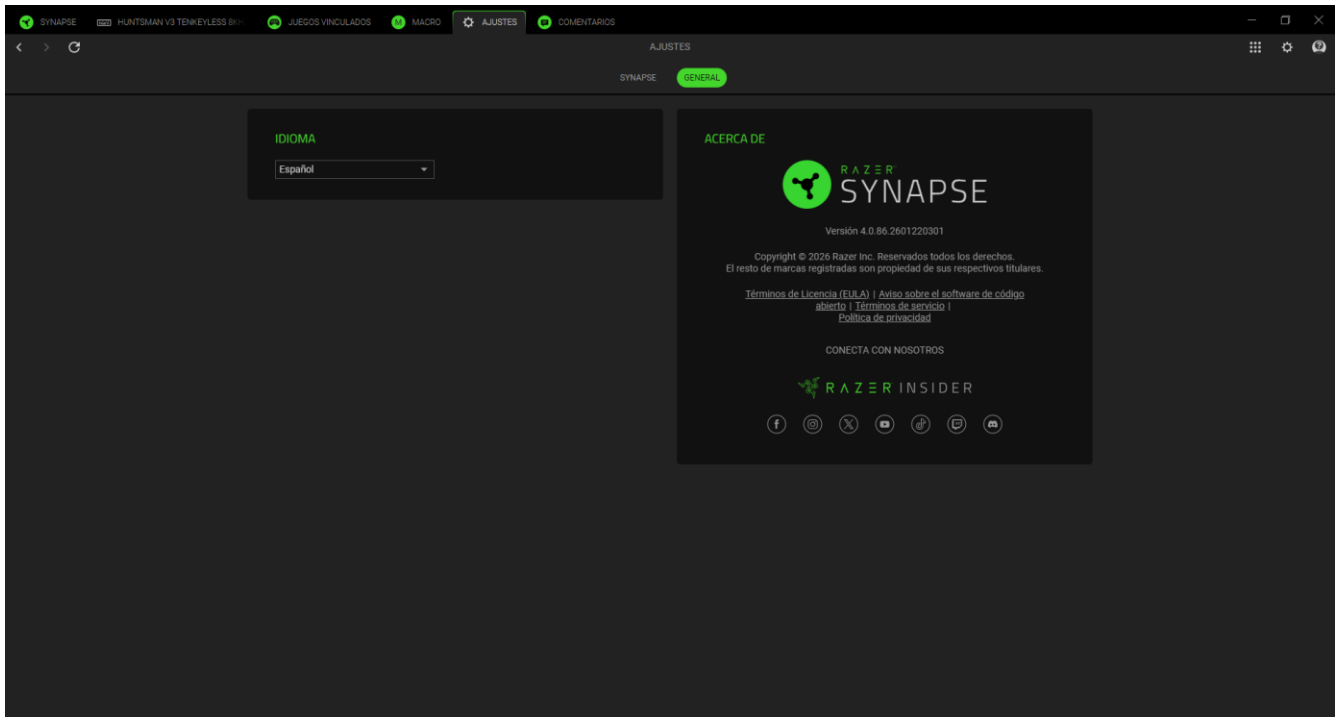 SYNAPSE HUNTSMAN V3 TENKEYLESS 8KH JUEGOS VINCULADOS M MACRO AJUSTES COMENTARIOS
AJUSTES
SYNAPSE GENERAL
IDIOMA
Español
ACERCA DE
RAZER
SYNAPSE
Versión 4.0.86.2601220301
Copyright © 2026 Razer Inc. Reservados todos los derechos.
El resto de marcas registradas son propiedad de sus respectivos titulares.
Términos de Licencia (EULA) | Aviso sobre el software de código
abierto | Términos de servicio |
Política de privacidad
CONECTA CON NOSOTROS
RAZER INSIDER